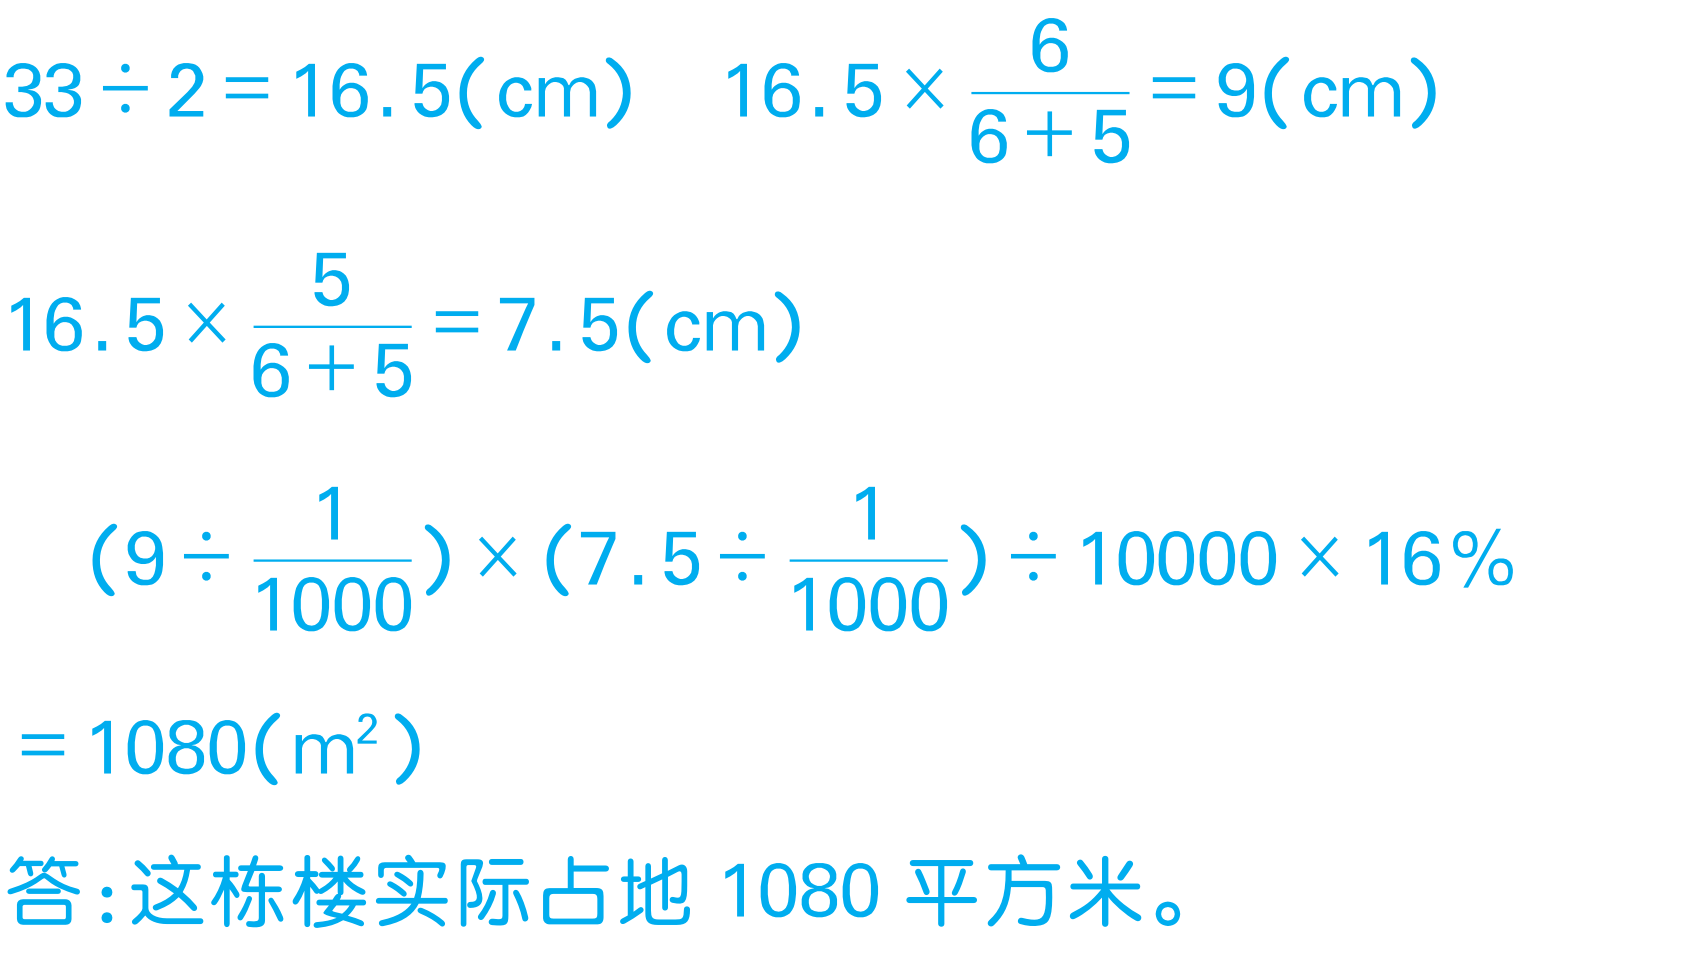 33÷2=16.5(cm) 16.5×6/(6+5)=9(cm)
16.5×5/(6+5)=7.5(cm)
(9÷1/1000)×(7.5÷1/1000)÷10000×16%
=1080(m²)
答:这栋楼实际占地 1080 平方米。